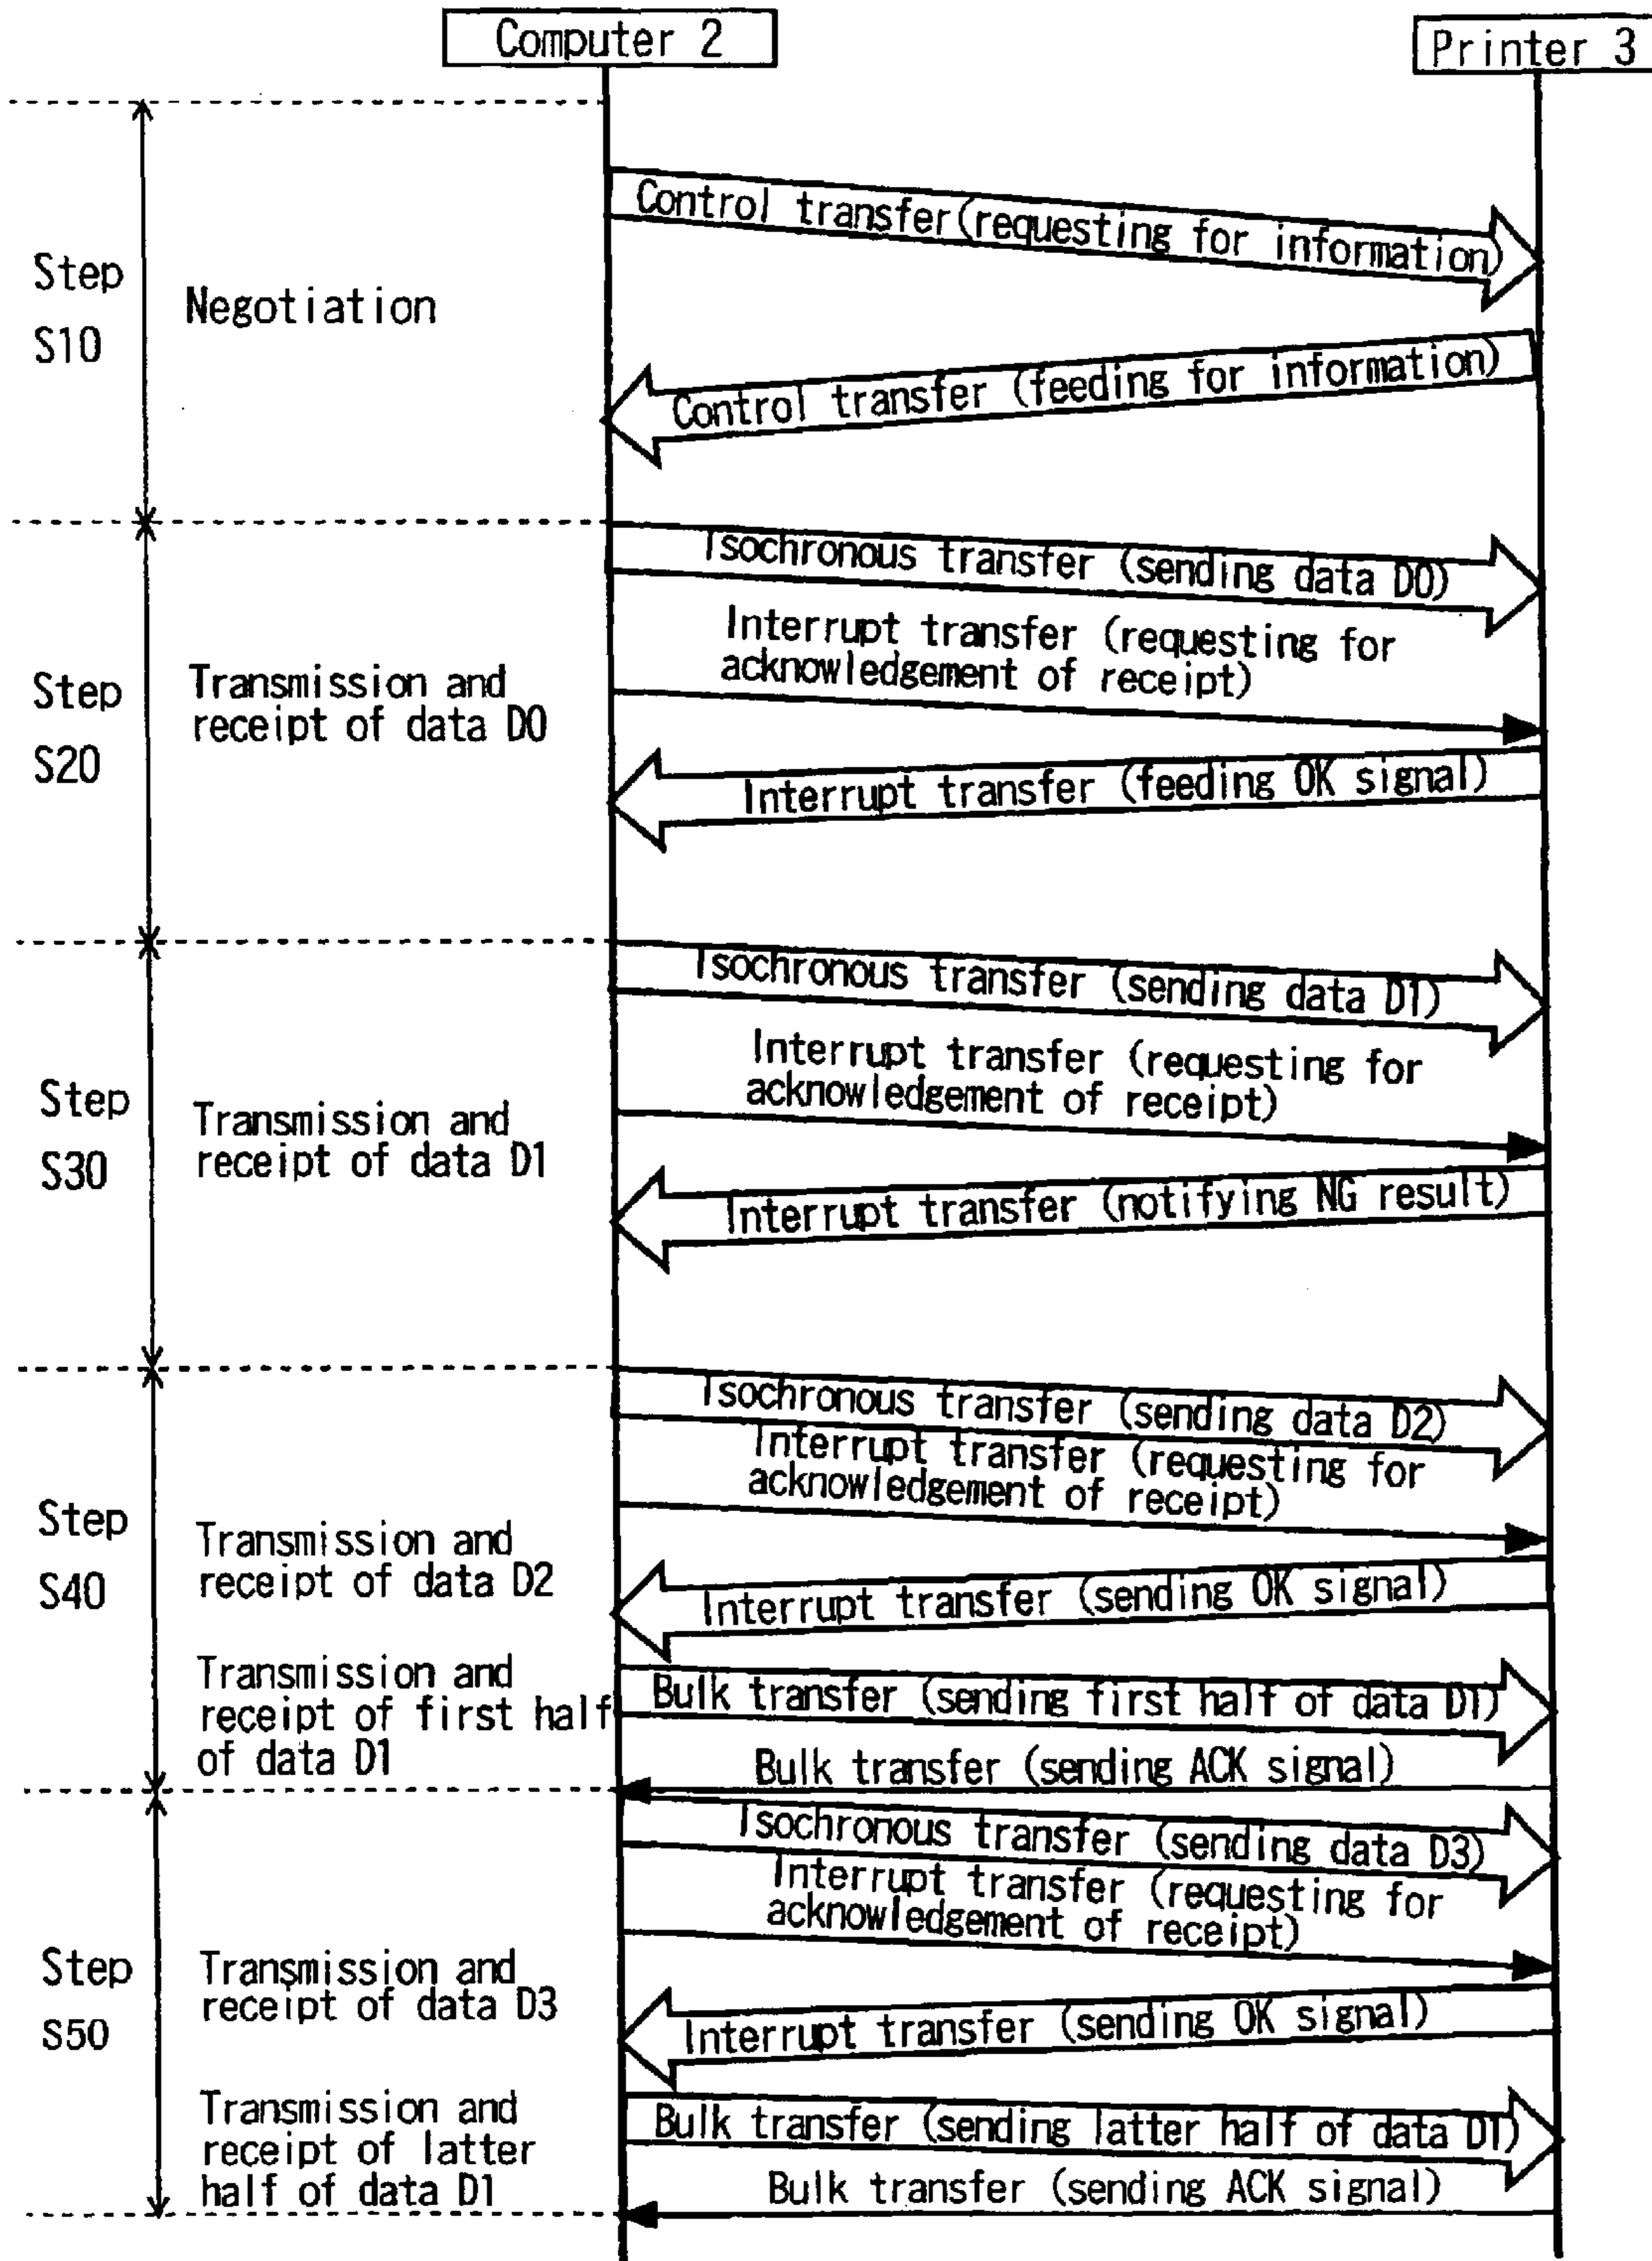 Computer 2
Printer 3
Step
S10
Negotiation
Control transfer(requesting for information)
Control transfer (feeding for information)
Step
S20
Transmission and
receipt of data D0
Isochronous transfer (sending data D0)
Interrupt transfer (requesting for
acknowledgement of receipt)
Interrupt transfer (feeding OK signal)
Step
S30
Transmission and
receipt of data D1
Isochronous transfer (sending data D1)
Interrupt transfer (requesting for
acknowledgement of receipt)
Interrupt transfer (notifying NG result)
Step
S40
Transmission and
receipt of data D2
Isochronous transfer (sending data D2)
Interrupt transfer (requesting for
acknowledgement of receipt)
Interrupt transfer (sending OK signal)
Transmission and
receipt of first half
of data D1
Bulk transfer (sending first half of data D1)
Bulk transfer (sending ACK signal)
Step
S50
Transmission and
receipt of data D3
Isochronous transfer (sending data D3)
Interrupt transfer (requesting for
acknowledgement of receipt)
Interrupt transfer (sending OK signal)
Transmission and
receipt of latter
half of data D1
Bulk transfer (sending latter half of data D1)
Bulk transfer (sending ACK signal)